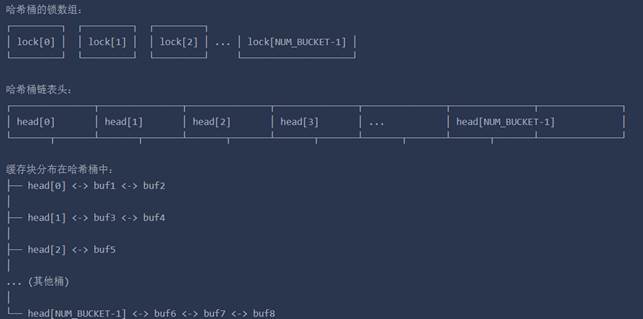 哈希桶的锁数组：
lock[0] lock[1] lock[2] ... lock[NUM_BUCKET-1]
哈希桶链表头：
head[0] head[1] head[2] head[3] ... head[NUM_BUCKET-1]
缓存块分布在哈希桶中：
├── head[0] <-> buf1 <-> buf2
├── head[1] <-> buf3 <-> buf4
├── head[2] <-> buf5
... (其他桶)
└── head[NUM_BUCKET-1] <-> buf6 <-> buf7 <-> buf8